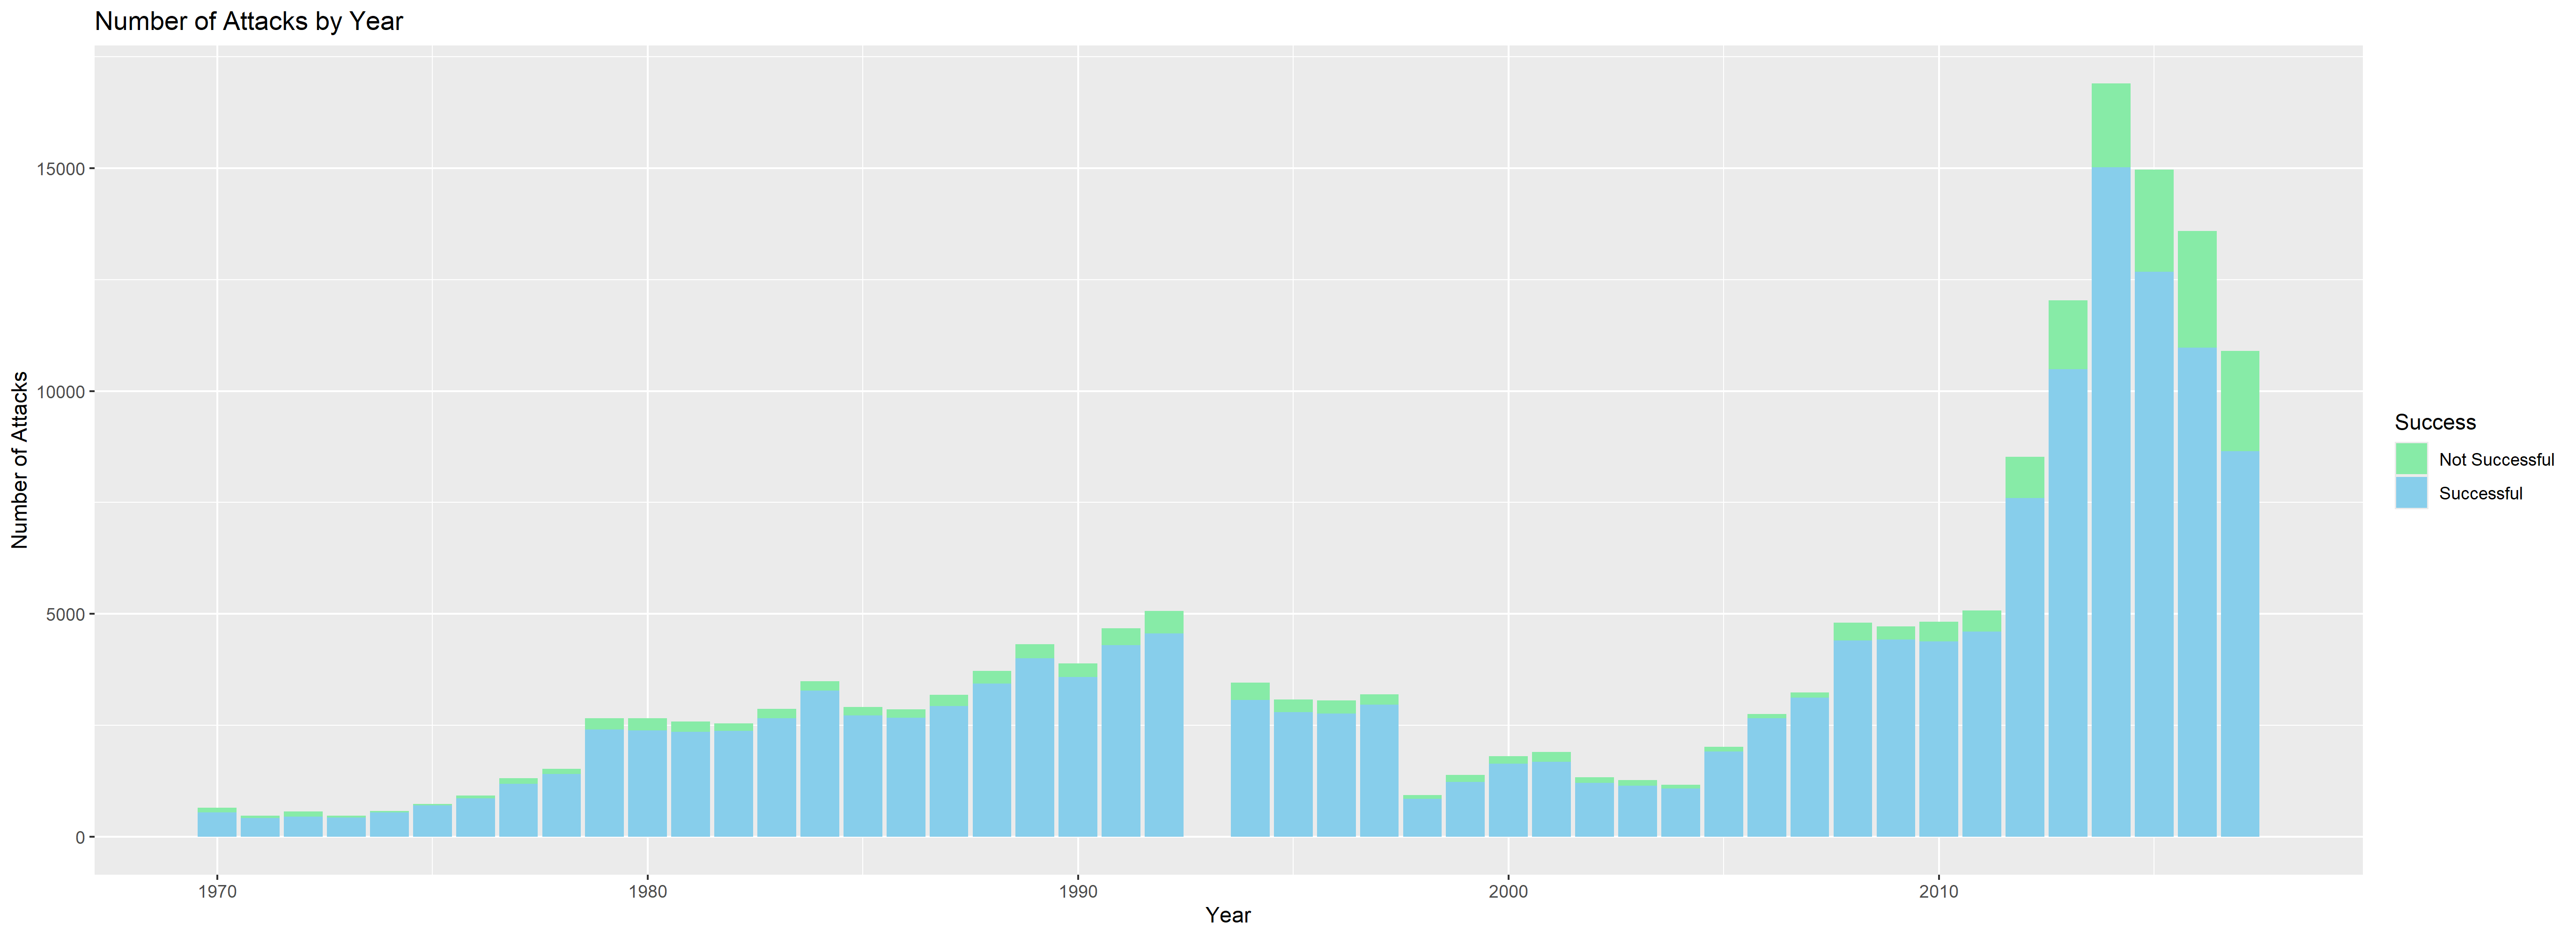 Number of Attacks by Year
Number of Attacks
15000
10000
5000
0
1970
1980
1990
2000
2010
Year
Success
Not Successful
Successful